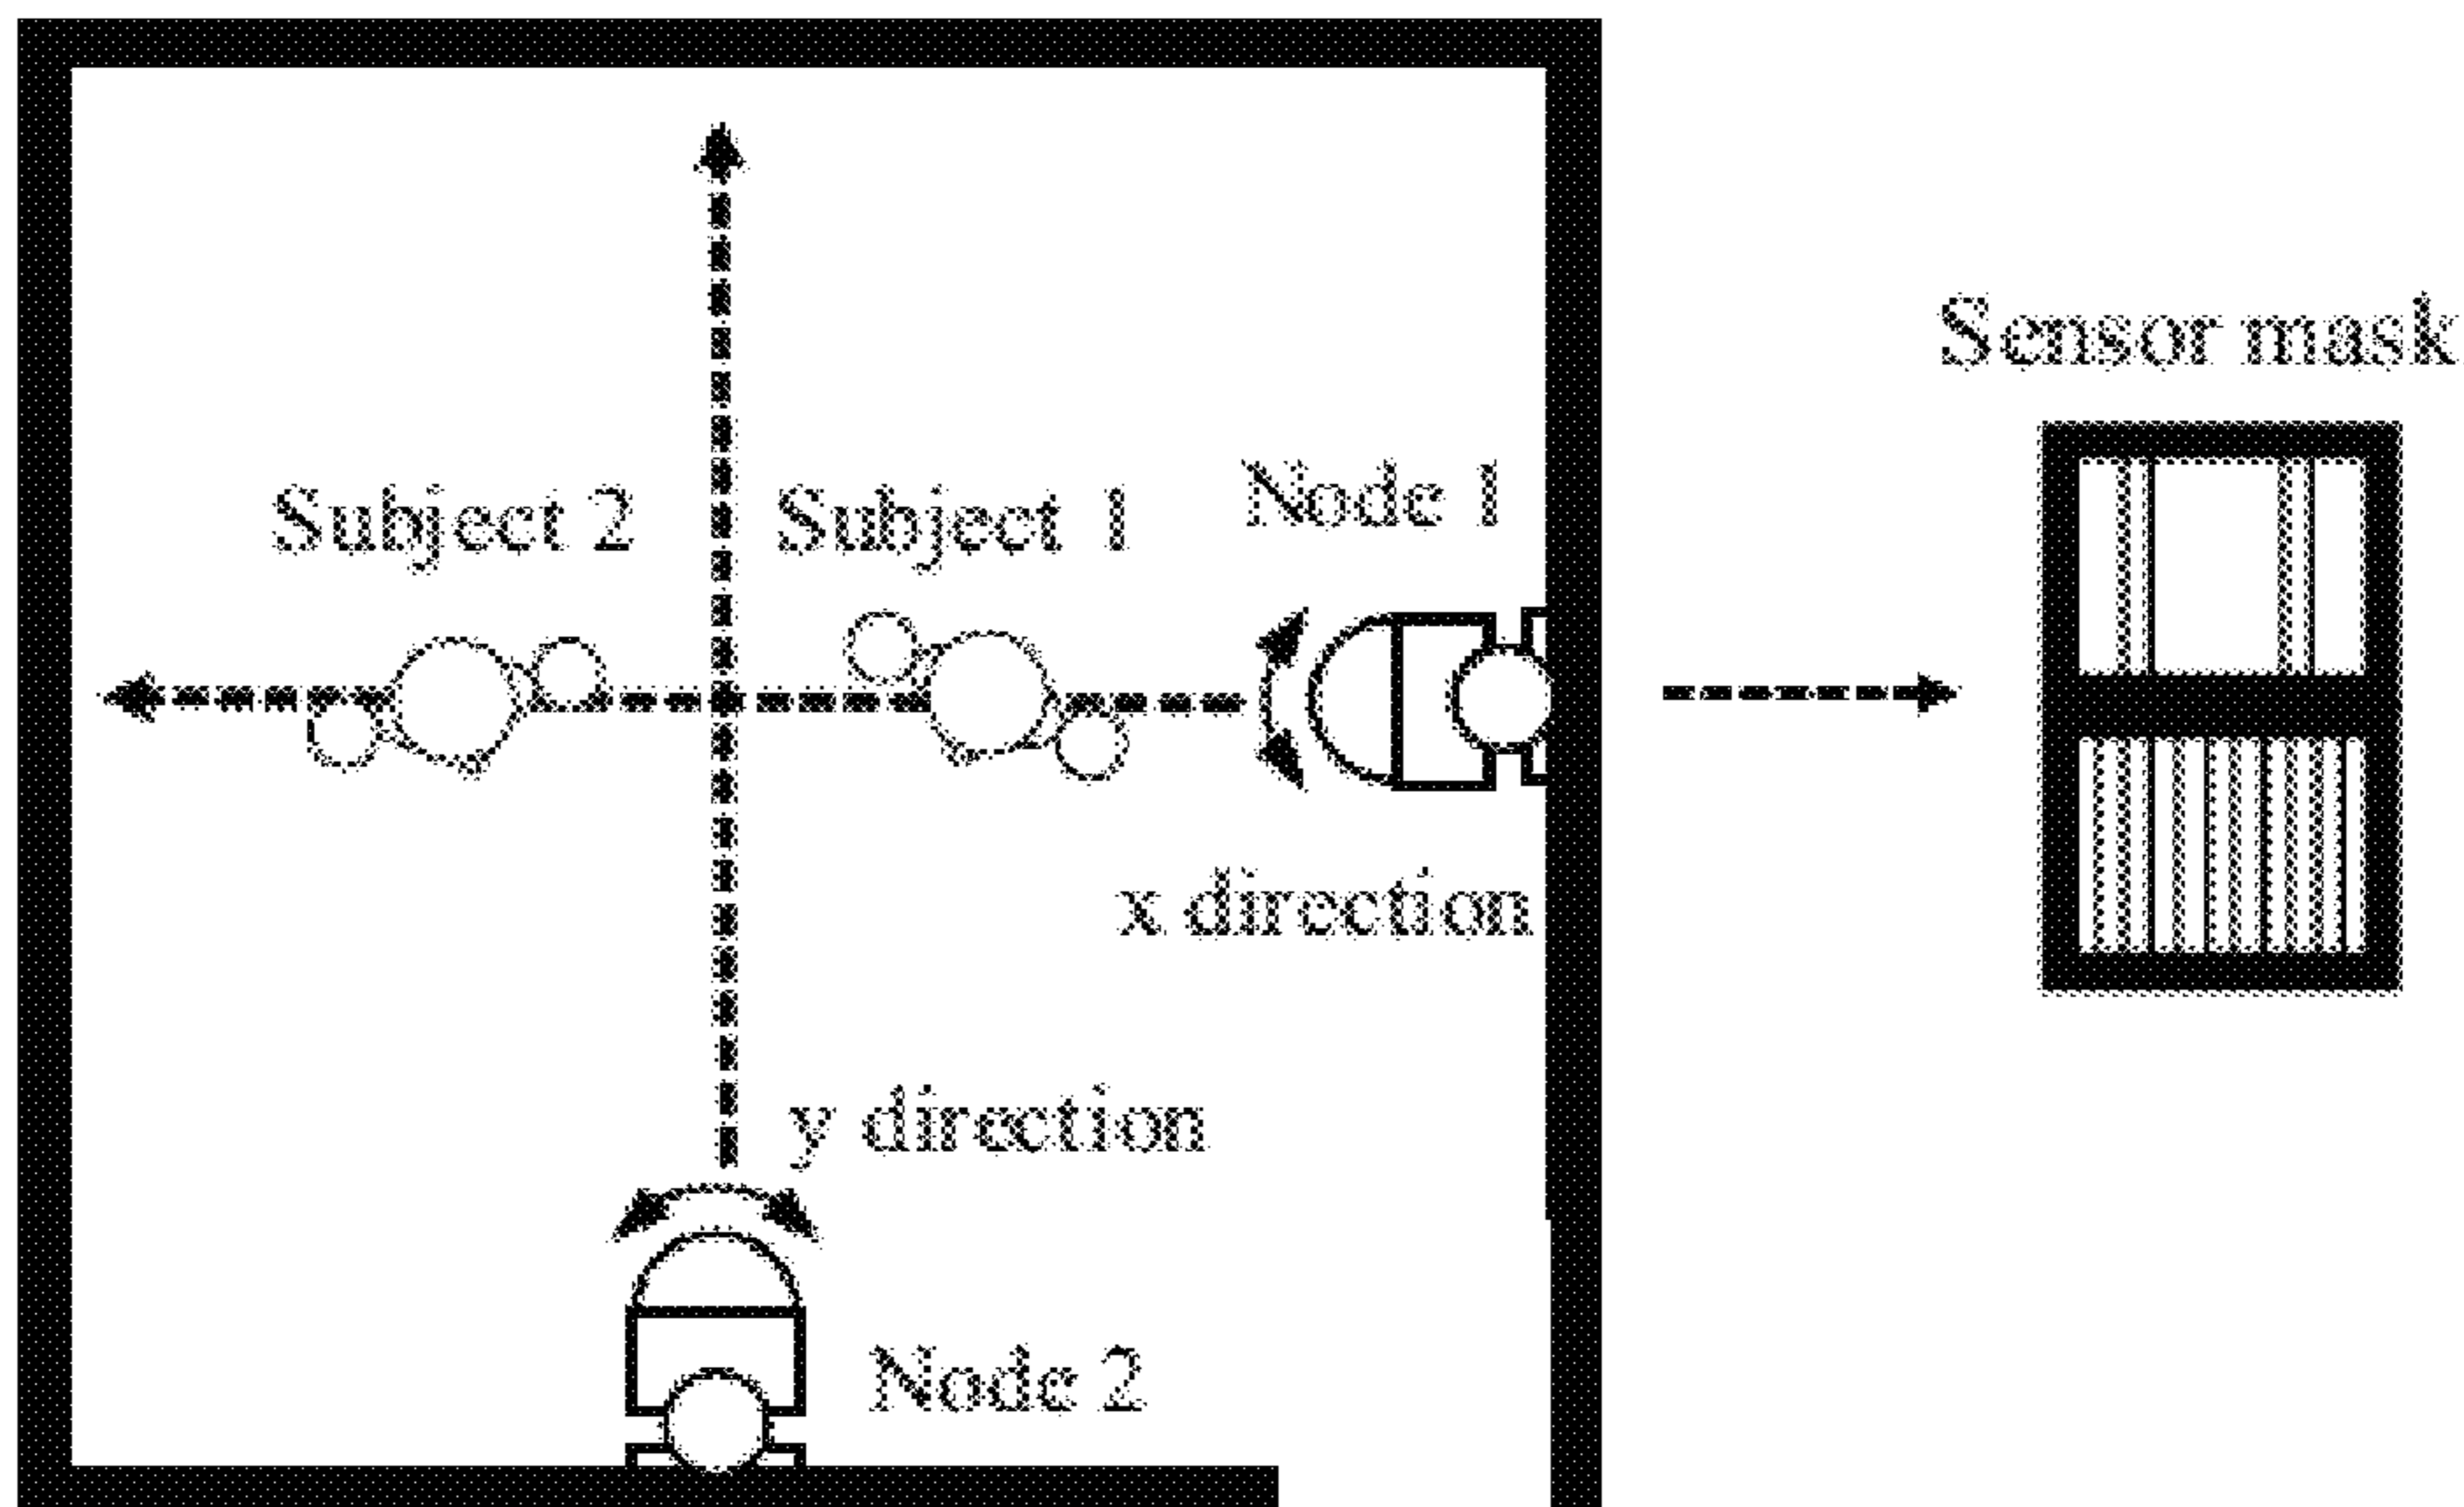 Sensor mask
Subject 2
Subject 1
Node 1
x direction
y direction
Node 2